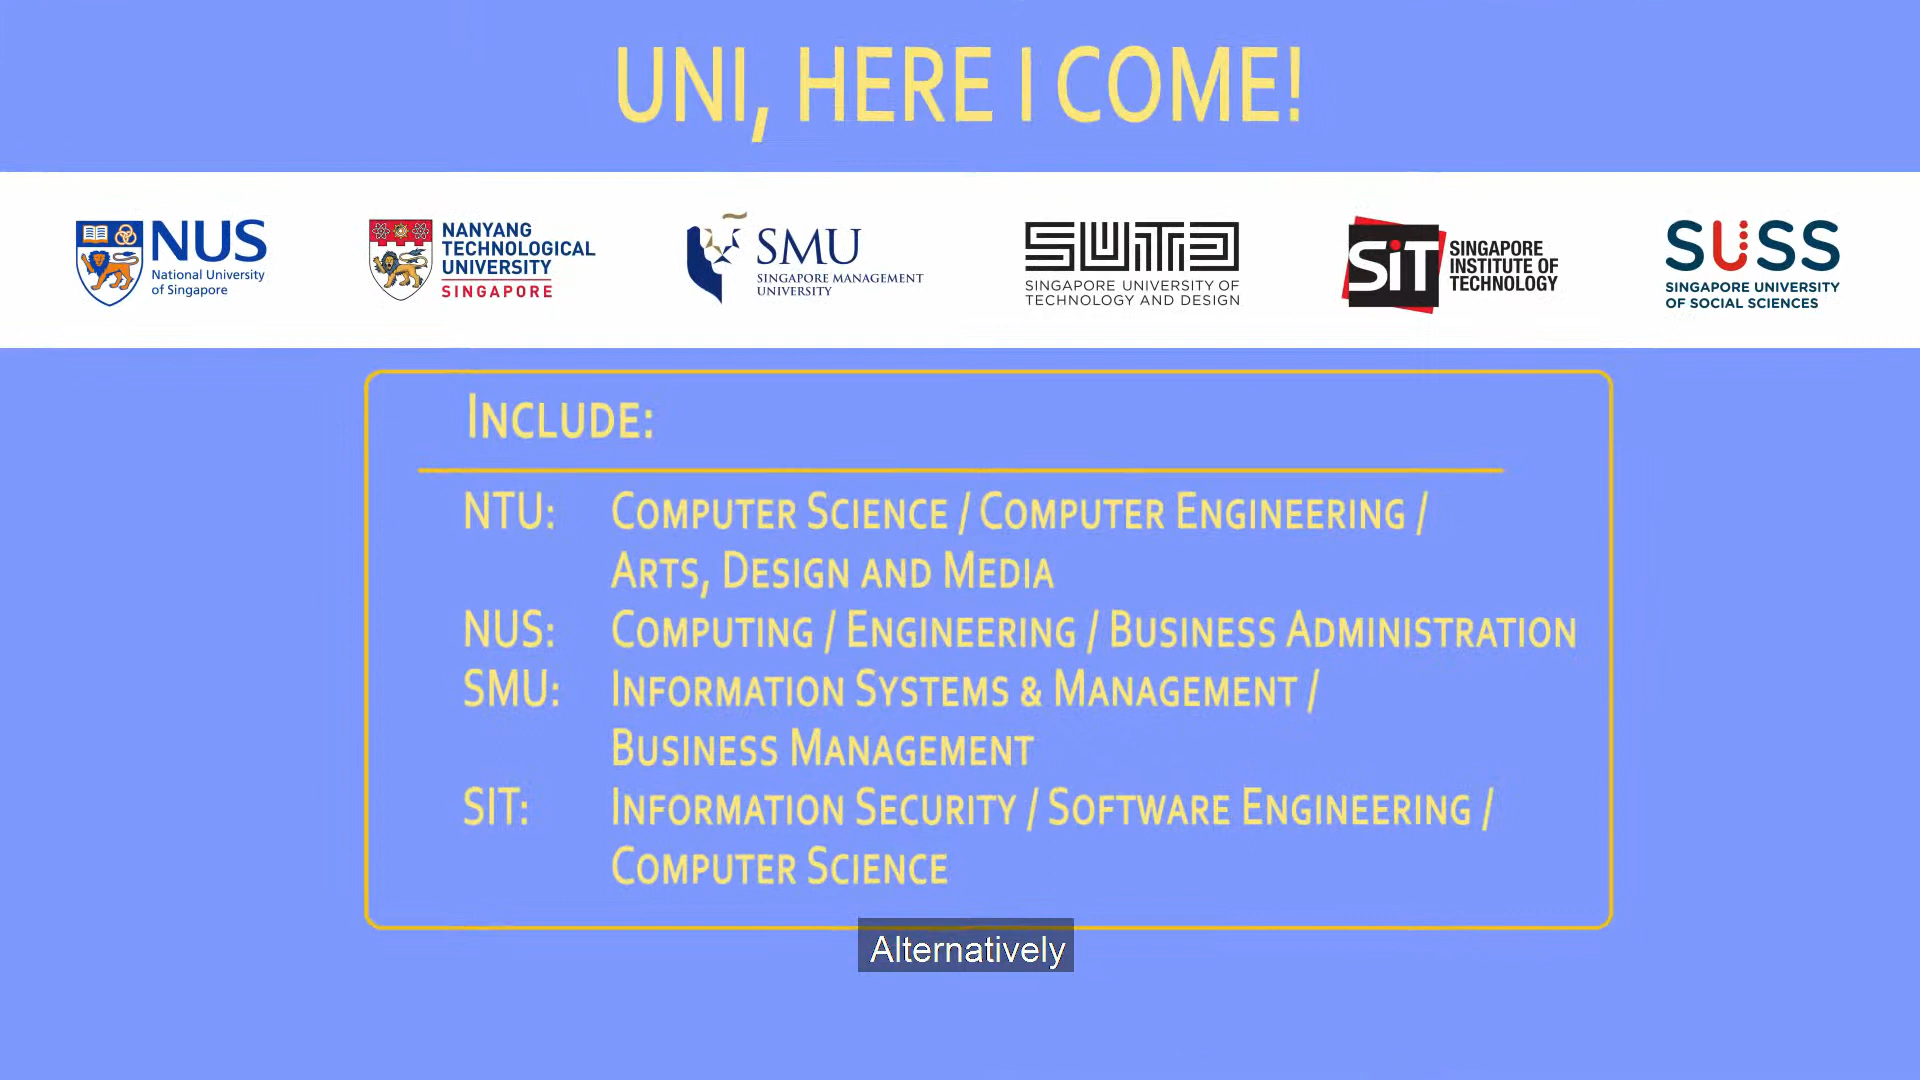 UNI, HERE I COME!
NUS
National University
of Singapore
NANYANG
TECHNOLOGICAL
UNIVERSITY
SINGAPORE
SMU
SINGAPORE MANAGEMENT
UNIVERSITY
SUTD
SINGAPORE UNIVERSITY OF
TECHNOLOGY AND DESIGN
SiT
SINGAPORE
INSTITUTE OF
TECHNOLOGY
SUSS
SINGAPORE UNIVERSITY
OF SOCIAL SCIENCES
INCLUDE:
NTU: COMPUTER SCIENCE / COMPUTER ENGINEERING /
ARTS, DESIGN AND MEDIA
NUS: COMPUTING / ENGINEERING / BUSINESS ADMINISTRATION
SMU: INFORMATION SYSTEMS & MANAGEMENT /
BUSINESS MANAGEMENT
SIT: INFORMATION SECURITY / SOFTWARE ENGINEERING /
COMPUTER SCIENCE
Alternatively